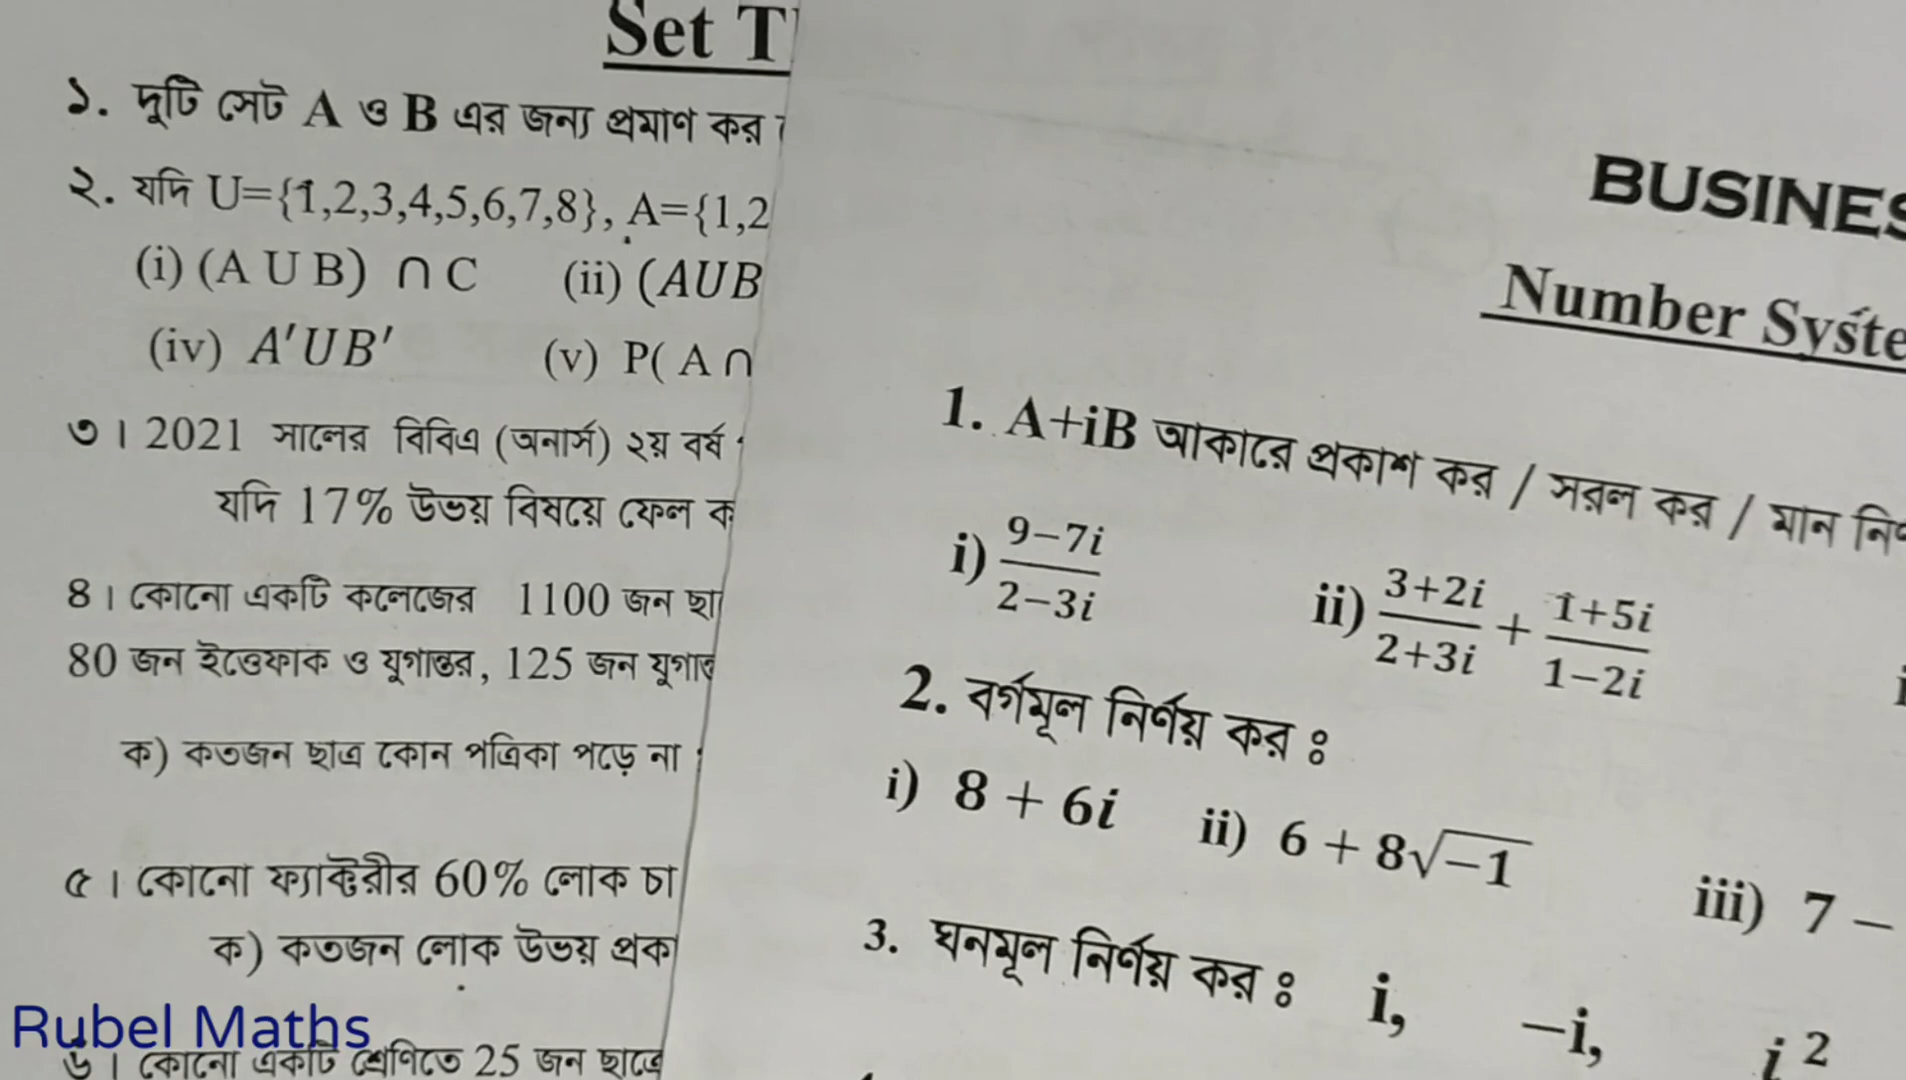 Set T
১. দুটি সেট A ও B এর জন্য প্রমাণ কর
২. যদি U={1,2,3,4,5,6,7,8}, A={1,2
(i) (A U B) ∩ C (ii) (AUB
(iv) A′UB′ (v) P( A ∩
৩। 2021 সালের বিবিএ (অনার্স) ২য় বর্ষ
যদি 17% উভয় বিষয়ে ফেল ক
8। কোনো একটি কলেজের 1100 জন ছা
80 জন ইত্তেফাক ও যুগান্তর, 125 জন যুগান্ত
ক) কতজন ছাত্র কোন পত্রিকা পড়ে না
৫। কোনো ফ্যাক্টরীর 60% লোক চা
ক) কতজন লোক উভয় প্রকা
৬। কোনো একটি শ্রেণিতে 25 জন ছাত্রে
Rubel Maths
BUSINES
Number Syste
1. A+iB আকারে প্রকাশ কর / সরল কর / মান নির্ণ
i) (9−7i)/(2−3i) ii) (3+2i)/(2+3i) + (1+5i)/(1−2i)
2. বর্গমূল নির্ণয় কর ঃ
i) 8 + 6i ii) 6 + 8√−1 iii) 7 −
3. ঘনমূল নির্ণয় কর ঃ i, −i, i²